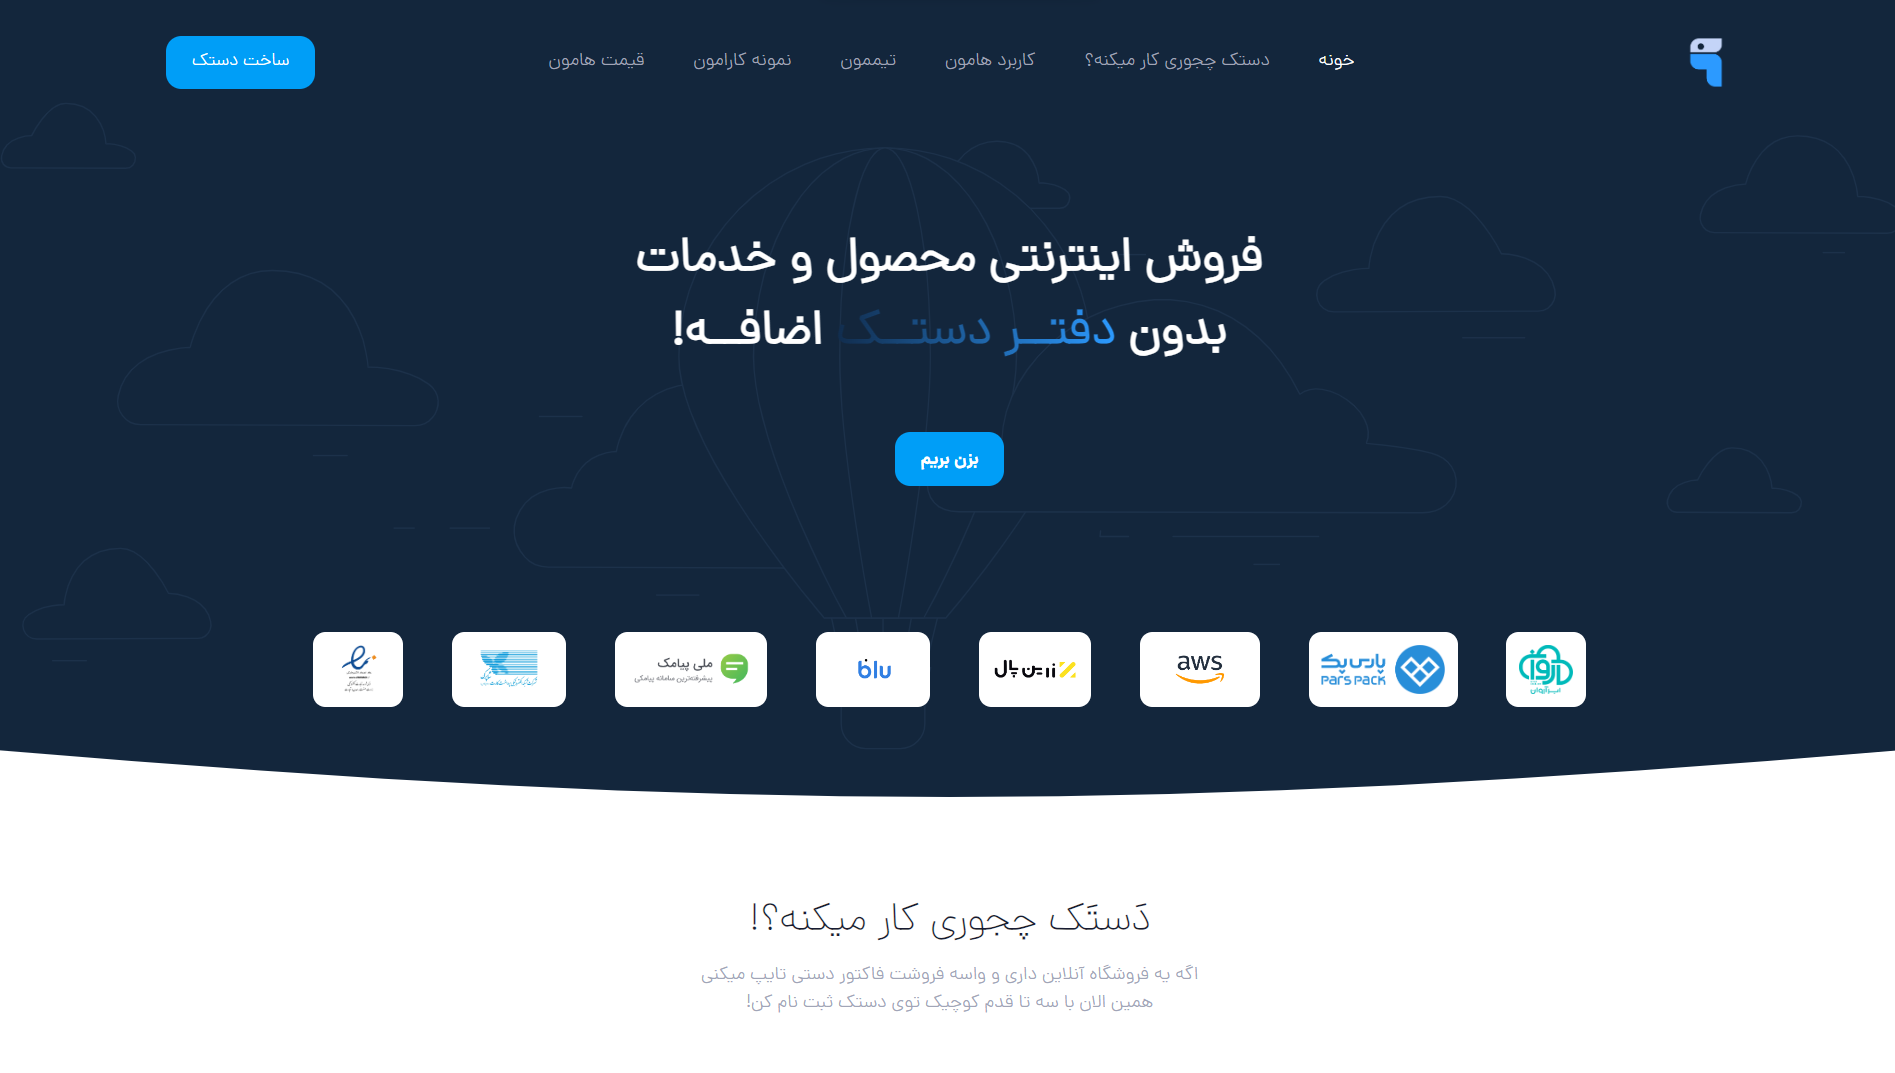 خونه
دستک چجوری کار میکنه؟
کاربرد هامون
تیممون
نمونه کارامون
قیمت هامون
ساخت دستک
فروش اینترنتی محصول و خدمات
بدون دفتـــر دستـــک اضافـــه!
بزن بریم
پارس پک
Pars Pack
aws
زرین پال
blu
ملی پیامک
پیشرفته‌ترین سامانه پیامکی
دَستَک چجوری کار میکنه؟!
اگه یه فروشگاه آنلاین داری و واسه فروشت فاکتور دستی تایپ میکنی
همین الان با سه تا قدم کوچیک توی دستک ثبت نام کن!